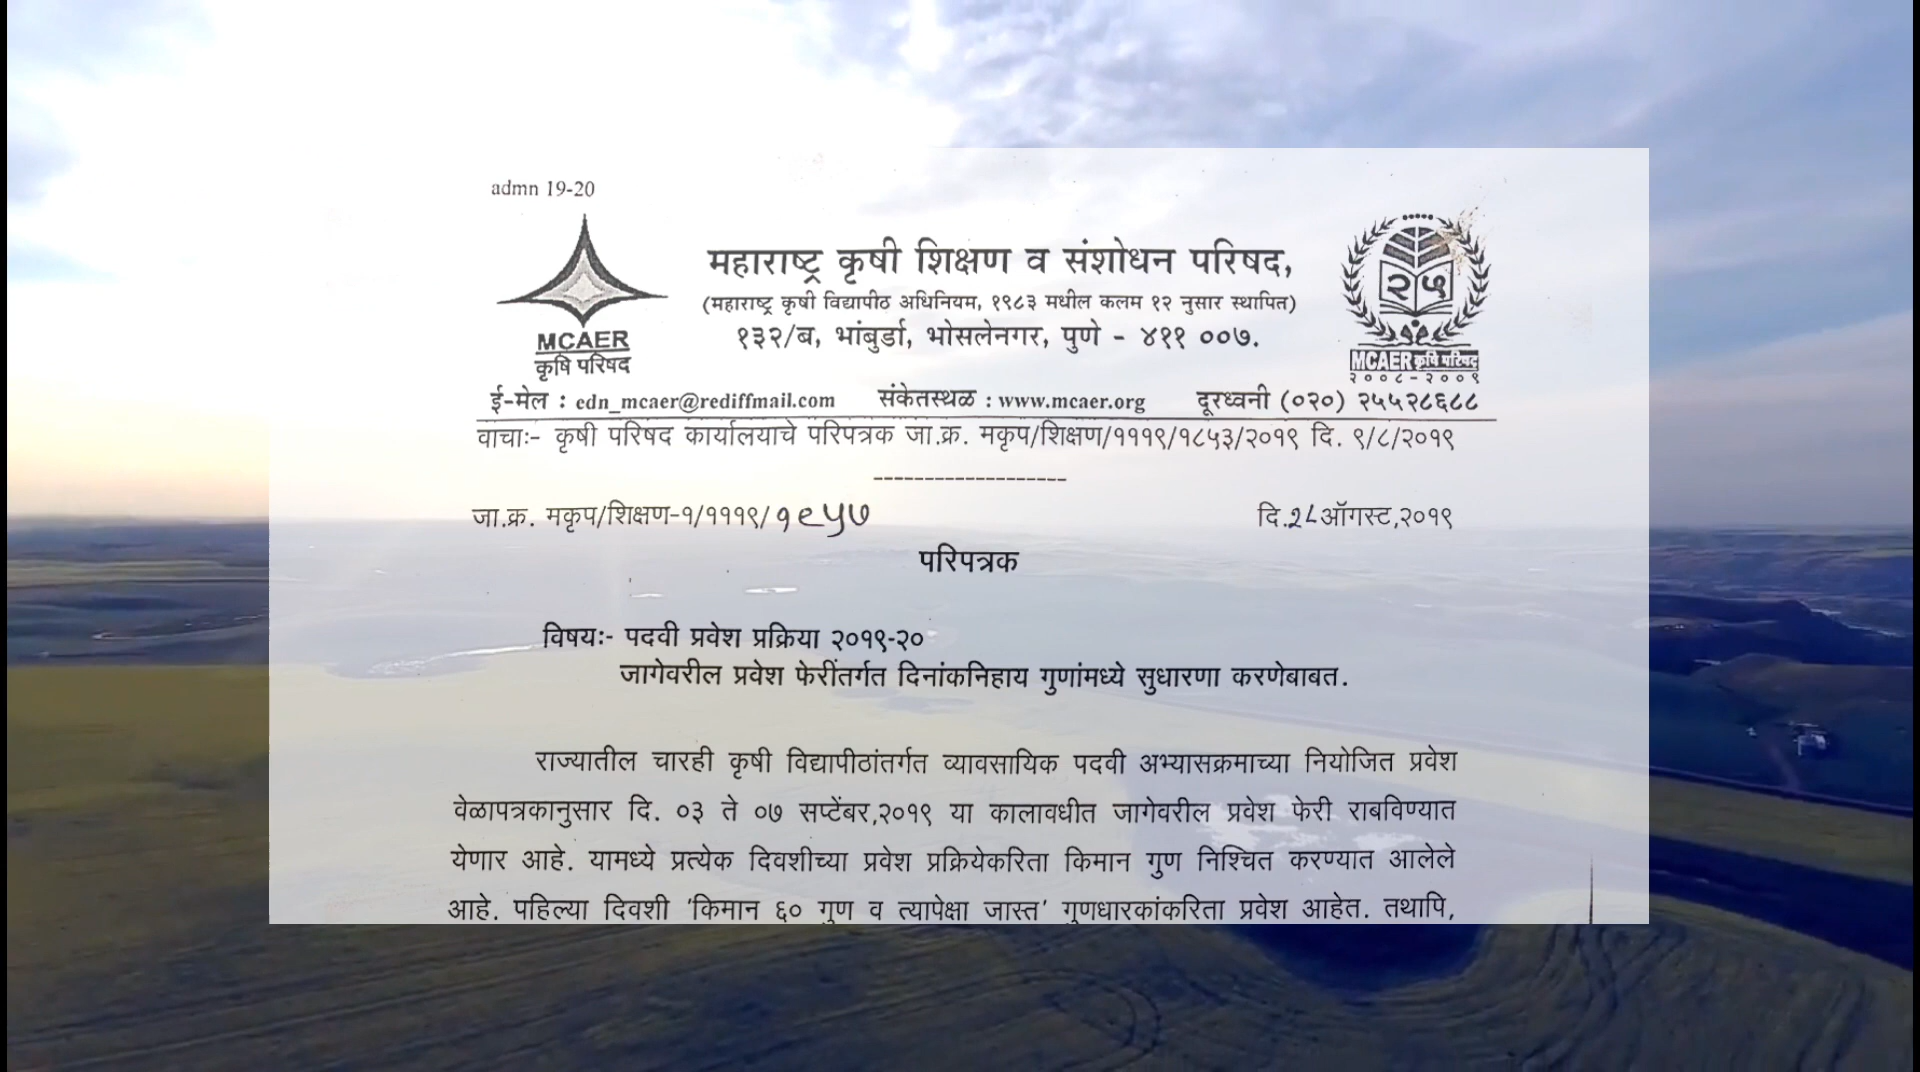 admn 19-20
महाराष्ट्र कृषी शिक्षण व संशोधन परिषद,
(महाराष्ट्र कृषी विद्यापीठ अधिनियम, १९८३ मधील कलम १२ नुसार स्थापित)
१३२/ब, भांबुर्डा, भोसलेनगर, पुणे - ४११ ००७.
MCAER
कृषि परिषद
२५
MCAER कृषि परिषद
२००८-२००९
ई-मेल : edn_mcaer@rediffmail.com संकेतस्थळ : www.mcaer.org दूरध्वनी (०२०) २५५२८६८८
वाचाः- कृषी परिषद कार्यालयाचे परिपत्रक जा.क्र. मकृप/शिक्षण/१११९/१८५३/२०१९ दि. ९/८/२०१९
-------------------
जा.क्र. मकृप/शिक्षण-१/१११९/१९५७ दि.२८ऑगस्ट,२०१९
परिपत्रक
विषयः- पदवी प्रवेश प्रक्रिया २०१९-२०
जागेवरील प्रवेश फेरींतर्गत दिनांकनिहाय गुणांमध्ये सुधारणा करणेबाबत.
राज्यातील चारही कृषी विद्यापीठांतर्गत व्यावसायिक पदवी अभ्यासक्रमाच्या नियोजित प्रवेश
वेळापत्रकानुसार दि. ०३ ते ०७ सप्टेंबर,२०१९ या कालावधीत जागेवरील प्रवेश फेरी राबविण्यात
येणार आहे. यामध्ये प्रत्येक दिवशीच्या प्रवेश प्रक्रियेकरिता किमान गुण निश्चित करण्यात आलेले
आहे. पहिल्या दिवशी 'किमान ६० गुण व त्यापेक्षा जास्त' गुणधारकांकरिता प्रवेश आहेत. तथापि,